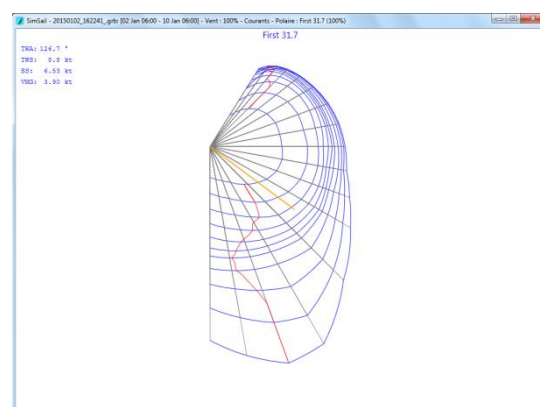 SimSail - 20150102_162241_.grb: [02 Jan 06:00 - 10 Jan 06:00] - Vent : 100% - Courants - Polaire : First 31.7 (100%)
First 31.7
TWA: 126.7 °
TWS: 8.8 kt
BS: 6.53 kt
VMG: 3.90 kt